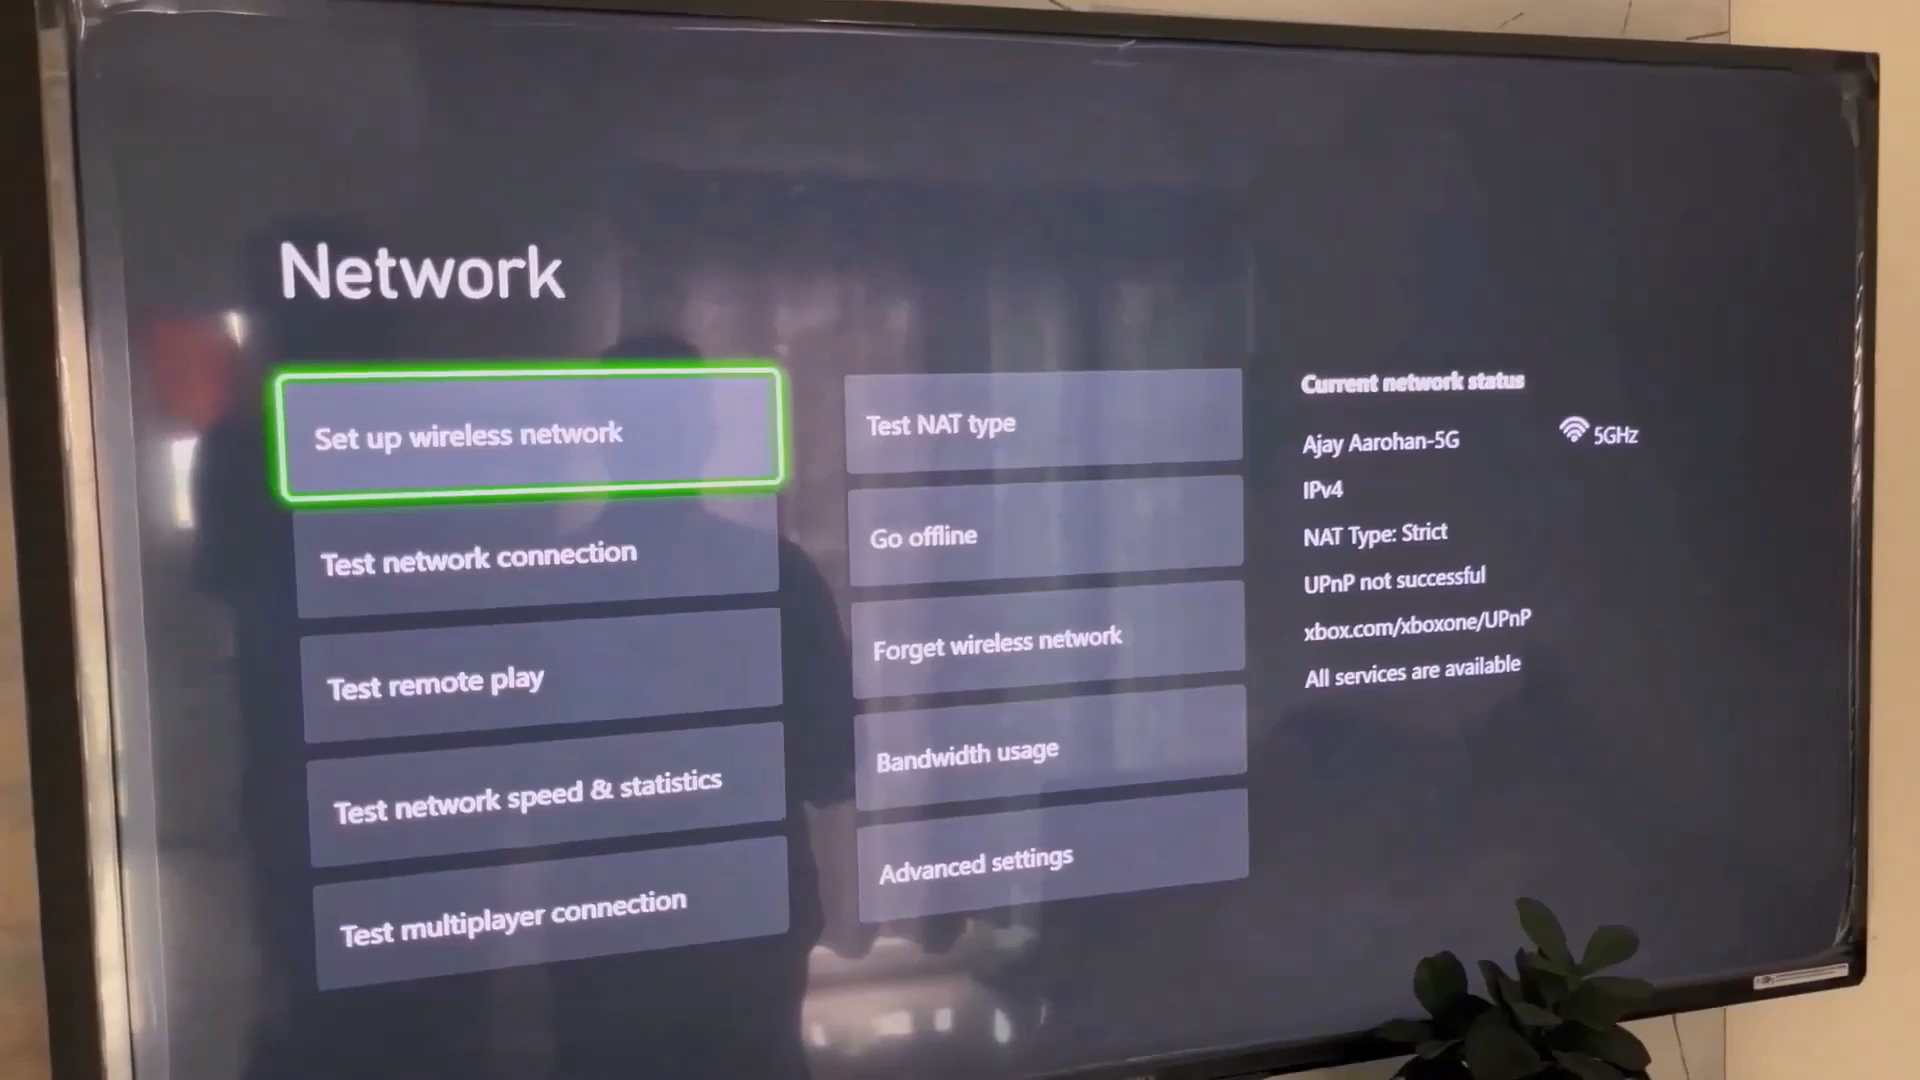 Network
Set up wireless network
Test network connection
Test remote play
Test network speed & statistics
Test multiplayer connection
Test NAT type
Go offline
Forget wireless network
Bandwidth usage
Advanced settings
Current network status
Ajay Aarohan-5G
5GHz
IPv4
NAT Type: Strict
UPnP not successful
xbox.com/xboxone/UPnP
All services are available